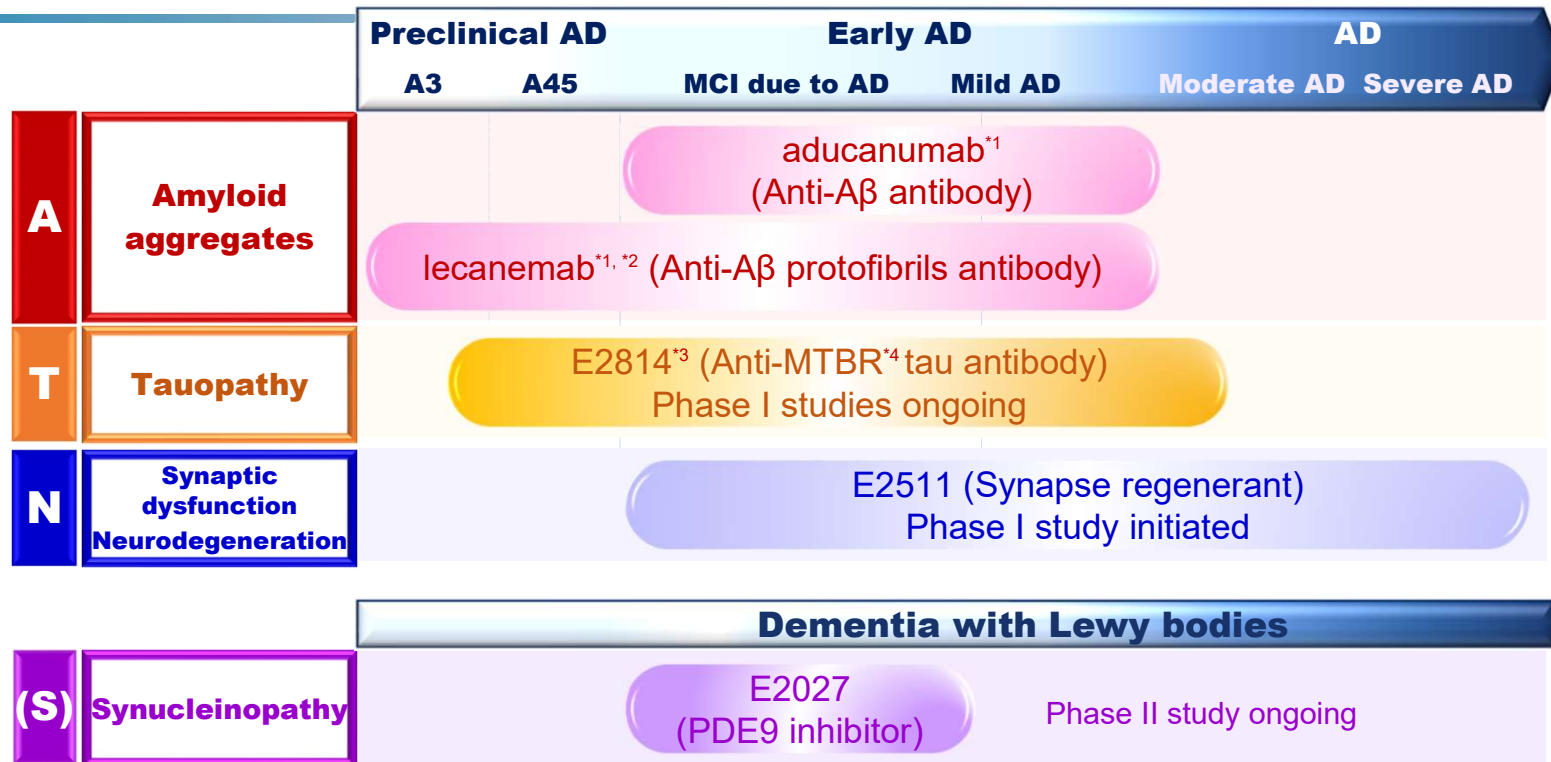 Preclinical AD Early AD AD
A3 A45 MCI due to AD Mild AD Moderate AD Severe AD
A
Amyloid
aggregates
aducanumab*1
(Anti-Aβ antibody)
lecanemab*1, *2 (Anti-Aβ protofibrils antibody)
T
Tauopathy
E2814*3 (Anti-MTBR*4 tau antibody)
Phase I studies ongoing
N
Synaptic
dysfunction
Neurodegeneration
E2511 (Synapse regenerant)
Phase I study initiated
Dementia with Lewy bodies
(S)
Synucleinopathy
E2027
(PDE9 inhibitor)
Phase II study ongoing